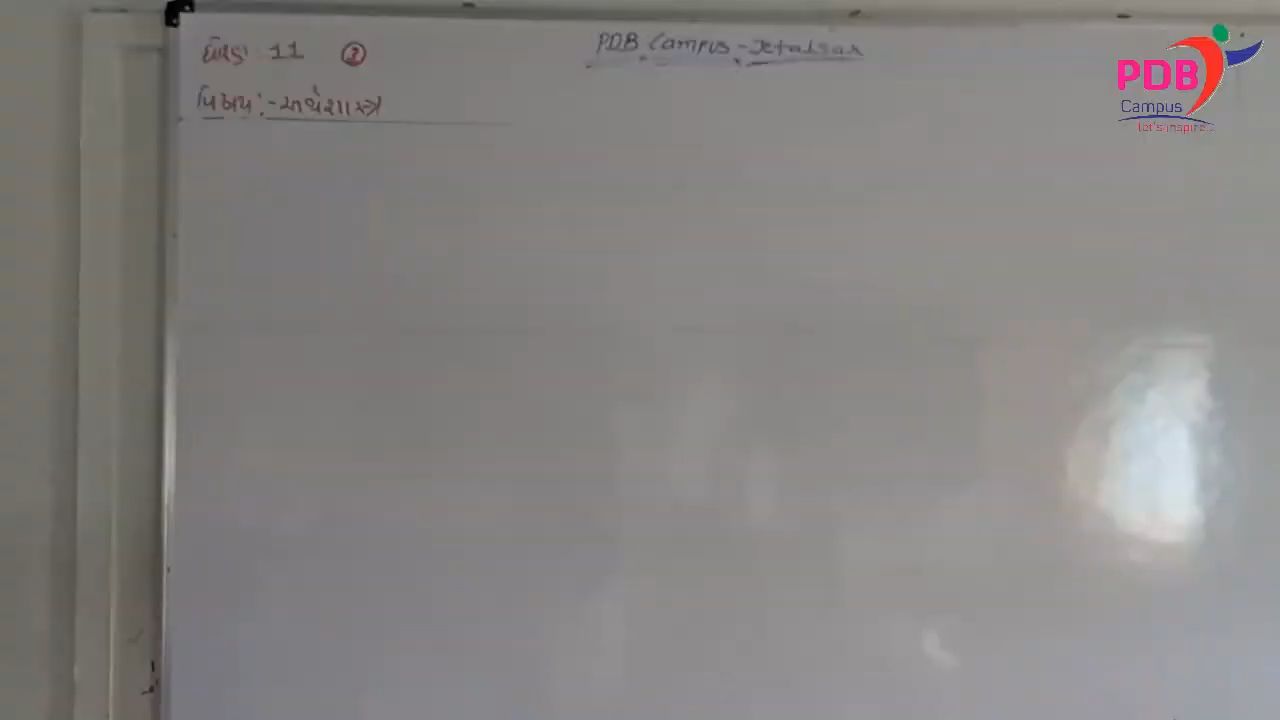 ધોરણ : 11 ②
PDB Campus - Jetalsar
વિષય :- અર્થશાસ્ત્ર
PDB
Campus
let's inspire...